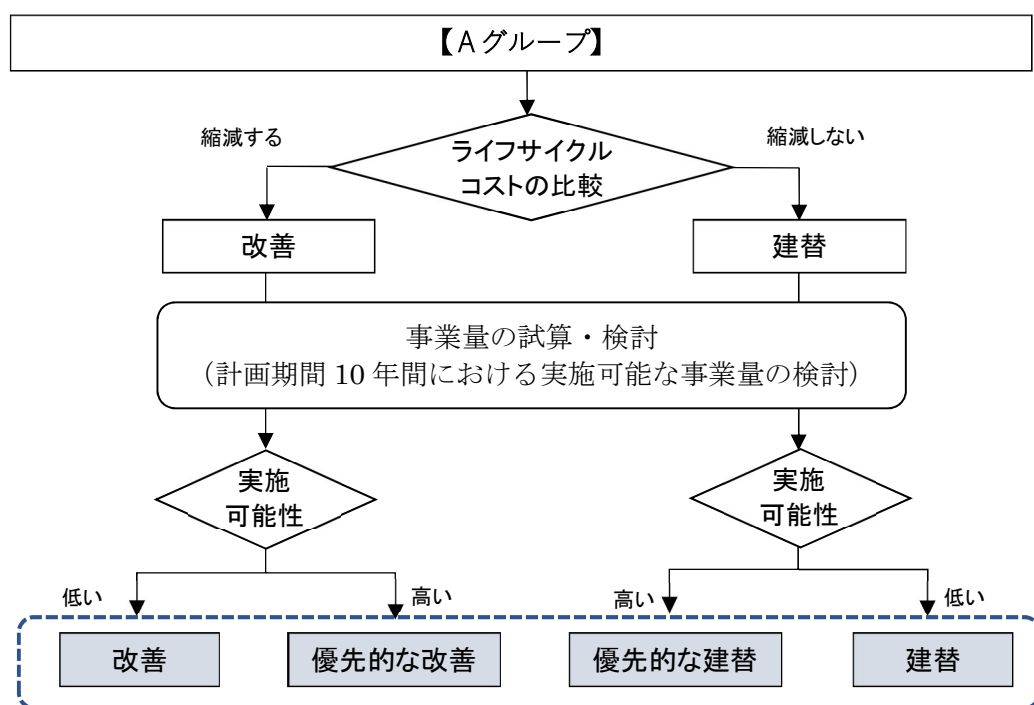 【Aグループ】
縮減する
縮減しない
ライフサイクル
コストの比較
改善
建替
事業量の試算・検討
（計画期間 10 年間における実施可能な事業量の検討）
実施
可能性
実施
可能性
低い
高い
高い
低い
改善
優先的な改善
優先的な建替
建替